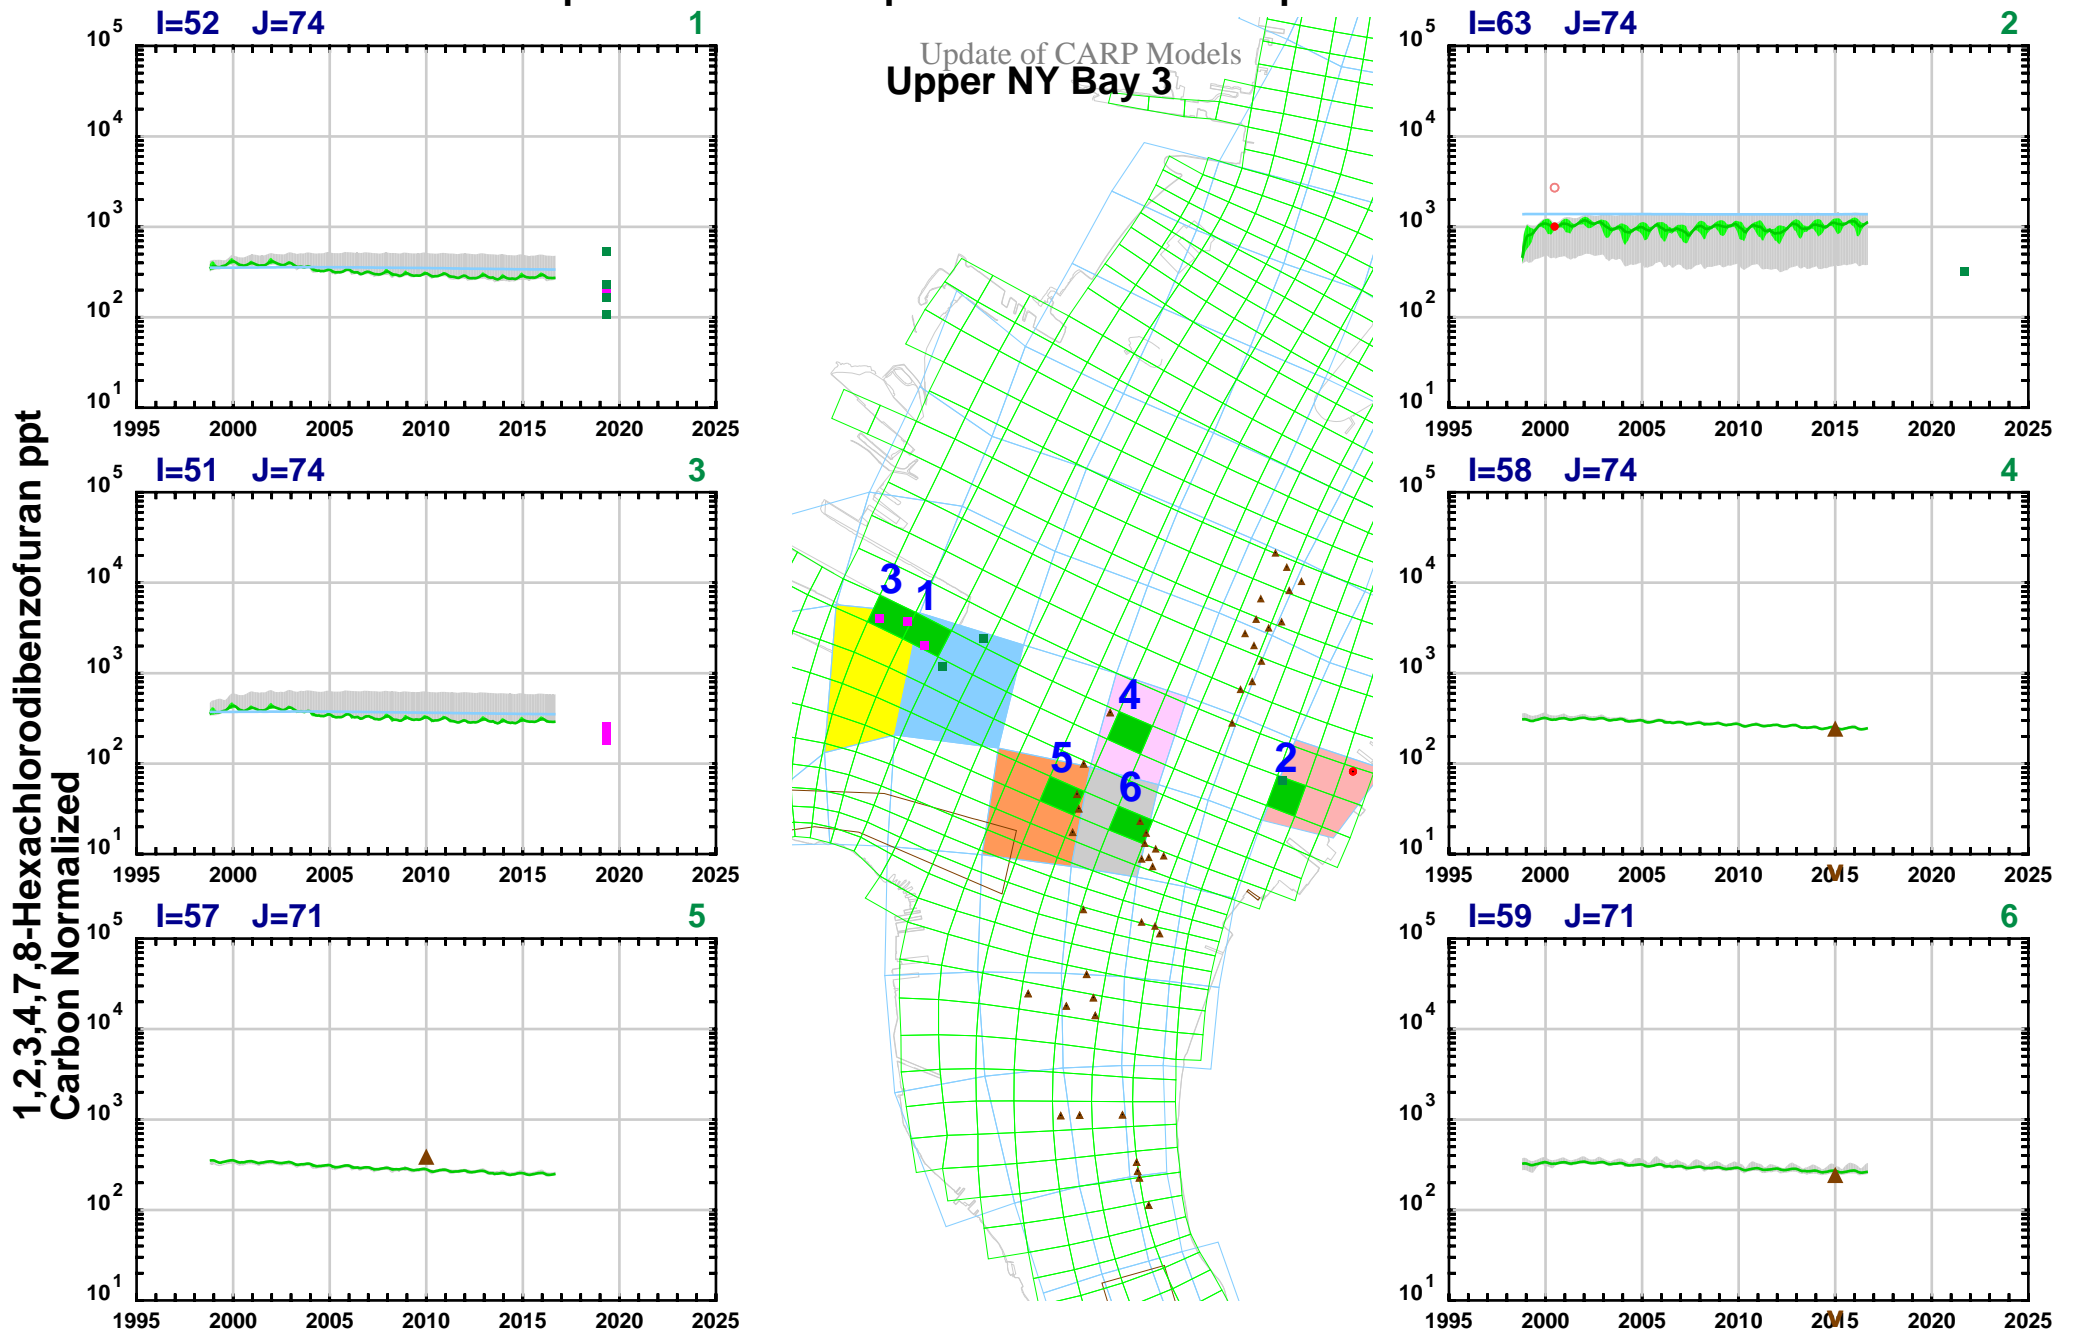 Update of CARP Models
Upper NY Bay 3
1,2,3,4,7,8-Hexachlorodibenzofuran ppt
Carbon Normalized
I=52 J=74 1
10^5
10^4
10^3
10^2
10^1
1995 2000 2005 2010 2015 2020 2025
I=63 J=74 2
10^5
10^4
10^3
10^2
10^1
1995 2000 2005 2010 2015 2020 2025
I=51 J=74 3
10^5
10^4
10^3
10^2
10^1
1995 2000 2005 2010 2015 2020 2025
I=58 J=74 4
10^5
10^4
10^3
10^2
10^1
1995 2000 2005 2010 2015 2020 2025
v
I=57 J=71 5
10^5
10^4
10^3
10^2
10^1
1995 2000 2005 2010 2015 2020 2025
I=59 J=71 6
10^5
10^4
10^3
10^2
10^1
1995 2000 2005 2010 2015 2020 2025
v
3
1
4
5
2
6